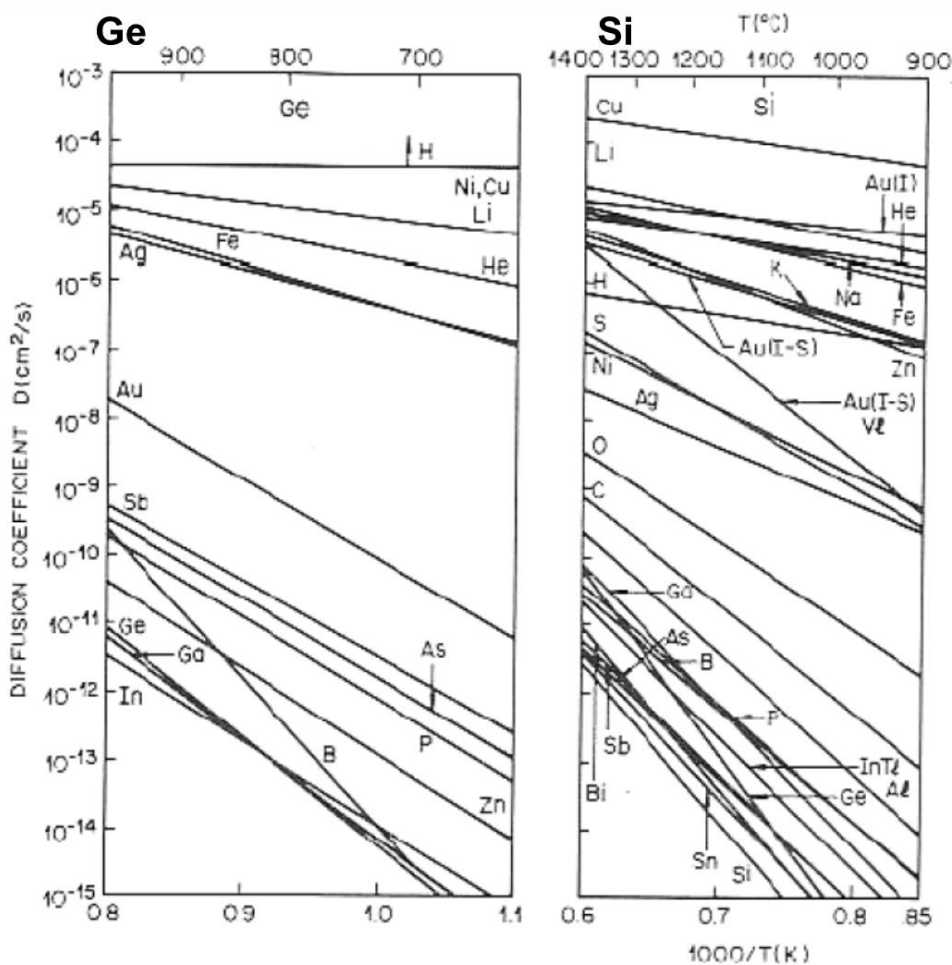 Ge
Si
T(°C)
900 800 700
1400 1300 1200 1100 1000 900
DIFFUSION COEFFICIENT D(cm²/s)
10⁻³
10⁻⁴
10⁻⁵
10⁻⁶
10⁻⁷
10⁻⁸
10⁻⁹
10⁻¹⁰
10⁻¹¹
10⁻¹²
10⁻¹³
10⁻¹⁴
10⁻¹⁵
Ge
H
Ni,Cu
Li
Fe
Ag
He
Au
Sb
Ge
Ga
In
As
B
P
Zn
0.8 0.9 1.0 1.1
Cu
Si
Li
Au(I)
He
H
K
Na
Fe
S
Au(I-S)
Zn
Ni
Ag
Au(I-S)
Vl
O
C
Ga
As
B
P
Sb
InTl
Al
Bi
Ge
Sn
Si
0.6 0.7 0.8 .85
1000/T(K)